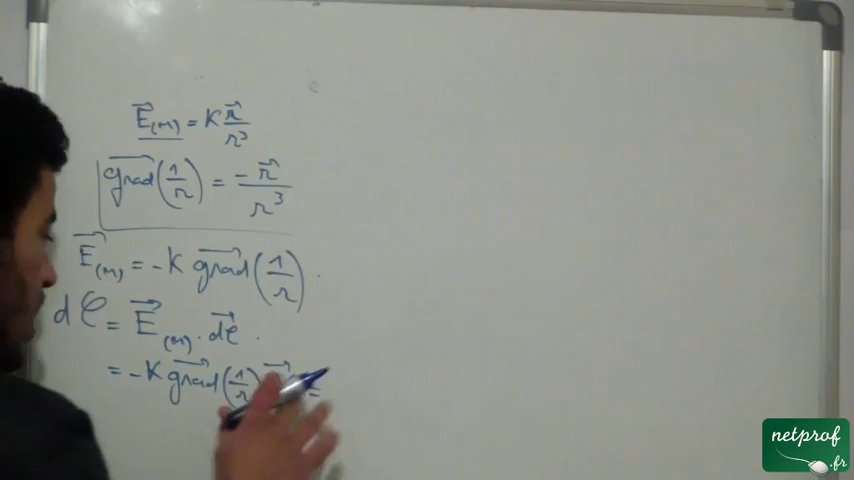 E⃗(M) = K r⃗/r³
grad⃗(1/r) = -r⃗/r³
E⃗(M) = -K grad⃗(1/r).
dC = E⃗(M). dl⃗.
= -K grad⃗(1/r) =
netprof
.fr